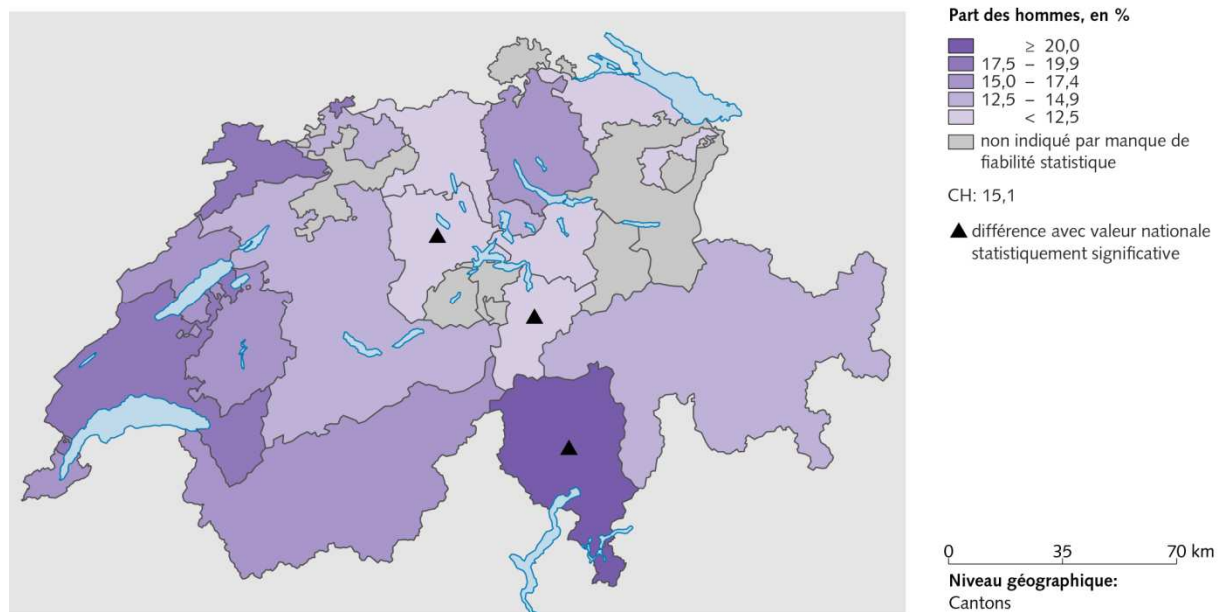 Part des hommes, en %
≥ 20,0
17,5 – 19,9
15,0 – 17,4
12,5 – 14,9
< 12,5
non indiqué par manque de
fiabilité statistique
CH: 15,1
▲ différence avec valeur nationale
statistiquement significative
0 35 70 km
Niveau géographique:
Cantons